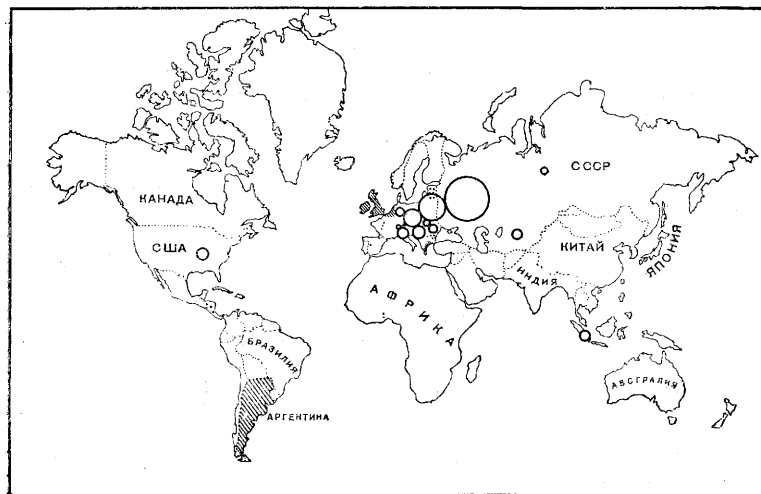 СССР
КАНАДА
США
КИТАЙ
ЯПОНИЯ
ИНДИЯ
АФРИКА
БРАЗИЛИЯ
АВСТРАЛИЯ
АРГЕНТИНА